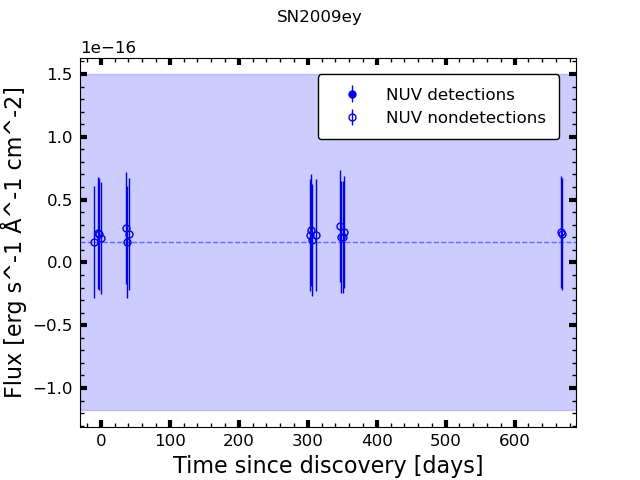 SN2009ey
1e−16
1.5
1.0
0.5
0.0
−0.5
−1.0
Flux [erg s^-1 Å^-1 cm^-2]
NUV detections
NUV nondetections
0 100 200 300 400 500 600
Time since discovery [days]